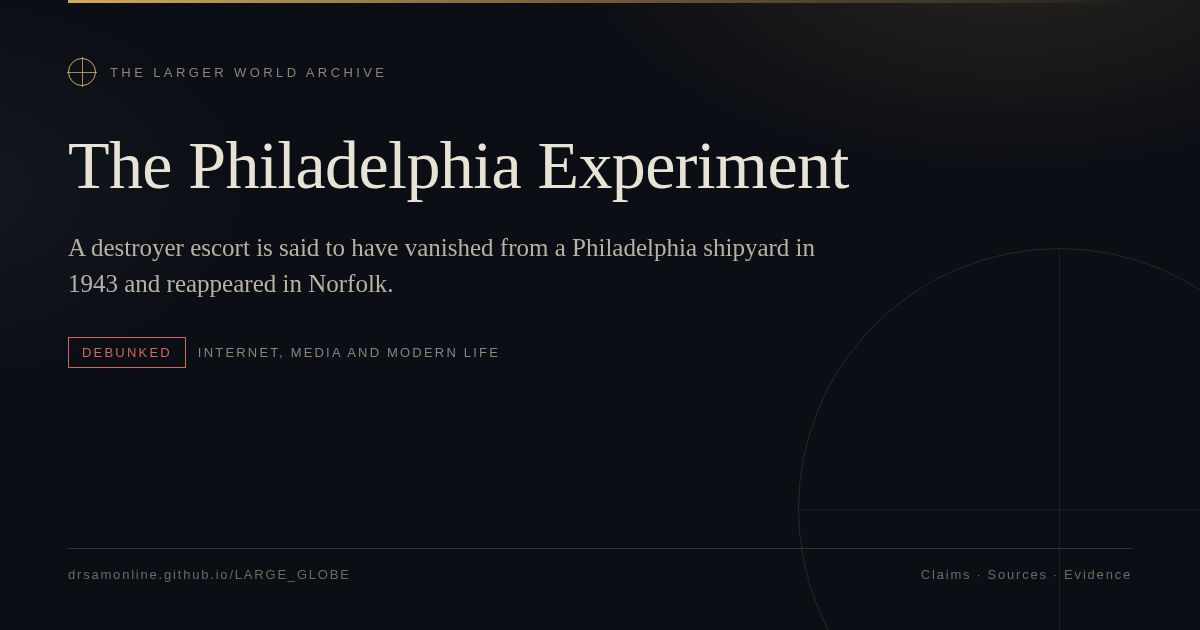 THE LARGER WORLD ARCHIVE
The Philadelphia Experiment
A destroyer escort is said to have vanished from a Philadelphia shipyard in
1943 and reappeared in Norfolk.
DEBUNKED INTERNET, MEDIA AND MODERN LIFE
drsamonline.github.io/LARGE_GLOBE
Claims · Sources · Evidence